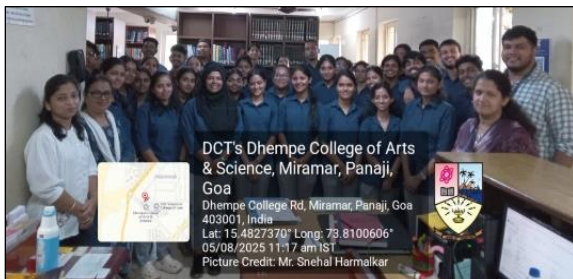 DCT's Dhempe College of Arts
& Science, Miramar, Panaji,
Goa
Dhempe College Rd, Miramar, Panaji, Goa
403001, India
Lat: 15.4827370° Long: 73.8100606°
05/08/2025 11:17 am IST
Picture Credit: Mr. Snehal Harmalkar